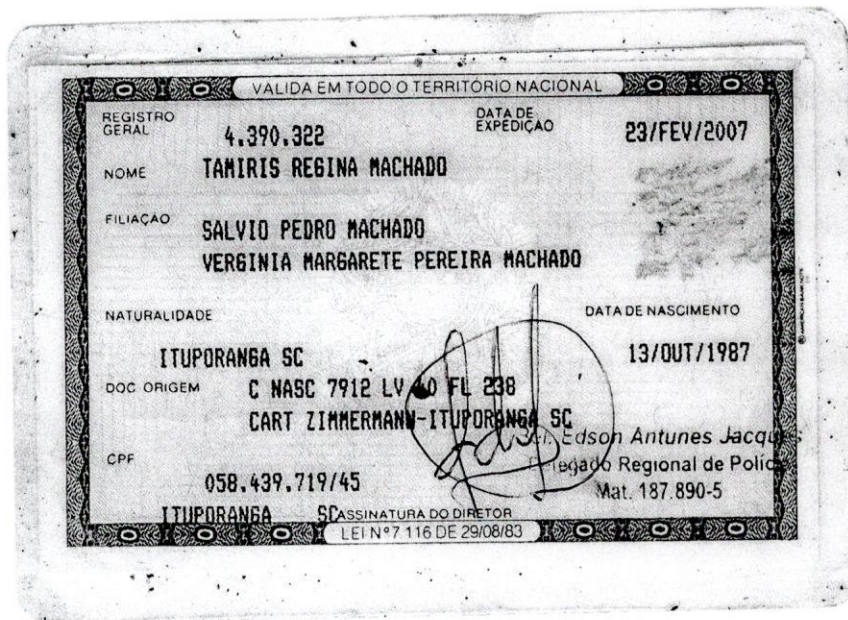 VALIDA EM TODO O TERRITÓRIO NACIONAL
REGISTRO GERAL 4.390.322 DATA DE EXPEDIÇÃO 23/FEV/2007
NOME TAMIRIS REGINA MACHADO
FILIAÇÃO SALVIO PEDRO MACHADO
VERGINIA MARGARETE PEREIRA MACHADO
NATURALIDADE DATA DE NASCIMENTO
ITUPORANGA SC 13/OUT/1987
DOC ORIGEM C NASC 7912 LV FL 238
CART ZIMMERMANN-ITUPORANGA SC
Edson Antunes Jacques
CPF Delegado Regional de Polícia
058.439.719/45 Mat. 187.890-5
ITUPORANGA SC ASSINATURA DO DIRETOR
LEI Nº 7.116 DE 29/08/83